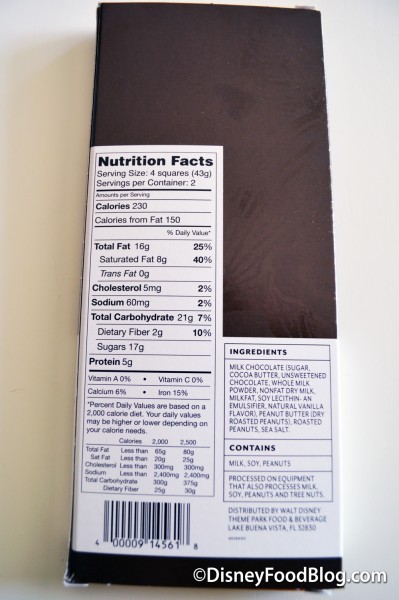 Nutrition Facts
Serving Size: 4 squares (43g)
Servings per Container: 2
Amounts per Serving
Calories 230
Calories from Fat 150
% Daily Value*
Total Fat 16g 25%
Saturated Fat 8g 40%
Trans Fat 0g
Cholesterol 5mg 2%
Sodium 60mg 2%
Total Carbohydrate 21g 7%
Dietary Fiber 2g 10%
Sugars 17g
Protein 5g
Vitamin A 0% • Vitamin C 0%
Calcium 6% • Iron 15%
*Percent Daily Values are based on a
2,000 calorie diet. Your daily values
may be higher or lower depending on
your calorie needs.
Calories 2,000 2,500
Total Fat Less than 65g 80g
Sat Fat Less than 20g 25g
Cholesterol Less than 300mg 300mg
Sodium Less than 2,400mg 2,400mg
Total Carbohydrate 300g 375g
Dietary Fiber 25g 30g
4 00009 14561 8
INGREDIENTS
MILK CHOCOLATE (SUGAR,
COCOA BUTTER, UNSWEETENED
CHOCOLATE, WHOLE MILK
POWDER, NONFAT DRY MILK,
MILKFAT, SOY LECITHIN- AN
EMULSIFIER, NATURAL VANILLA
FLAVOR), PEANUT BUTTER (DRY
ROASTED PEANUTS), ROASTED
PEANUTS, SEA SALT.
CONTAINS
MILK, SOY, PEANUTS
PROCESSED ON EQUIPMENT
THAT ALSO PROCESSES MILK,
SOY, PEANUTS AND TREE NUTS.
DISTRIBUTED BY WALT DISNEY
THEME PARK FOOD & BEVERAGE
LAKE BUENA VISTA, FL 32830
©DisneyFoodBlog.com